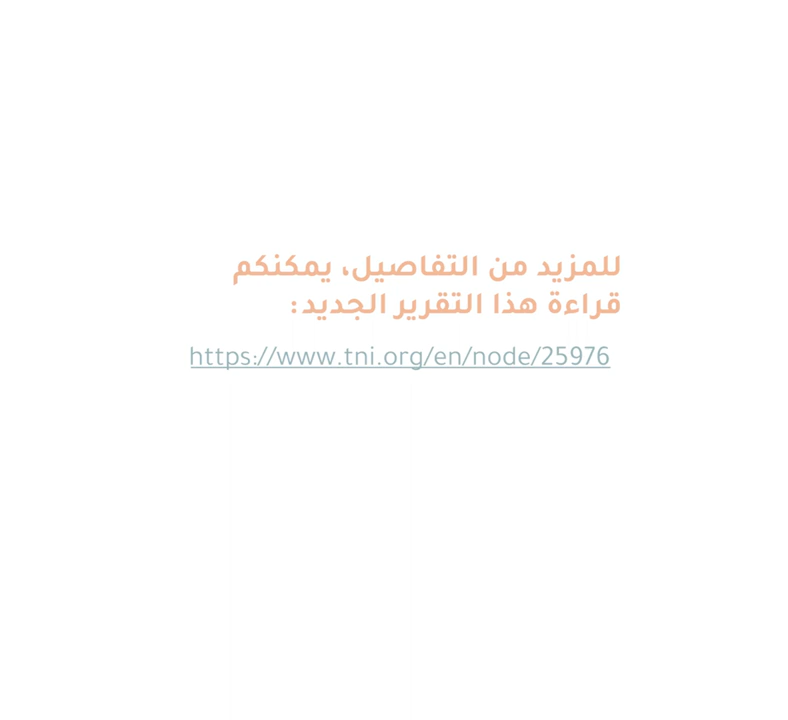 للمزيد من التفاصيل، يمكنكم
قراءة هذا التقرير الجديد:
https://www.tni.org/en/node/25976